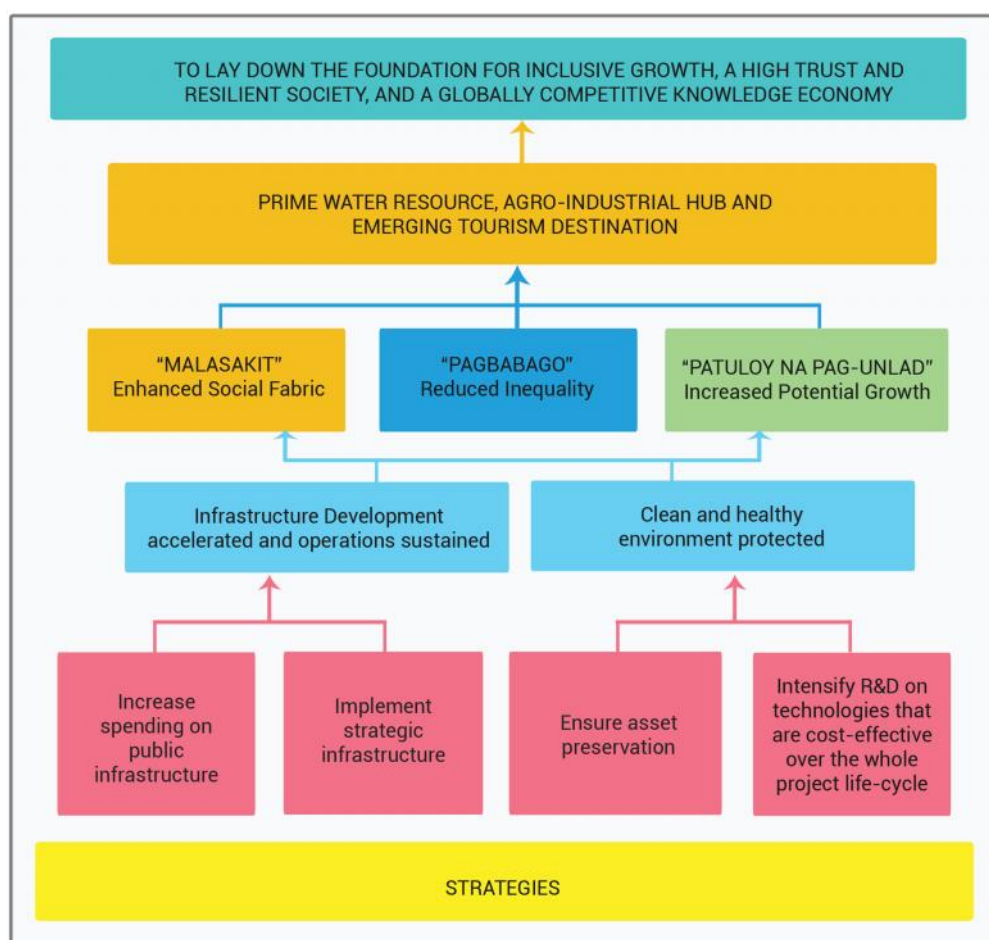 TO LAY DOWN THE FOUNDATION FOR INCLUSIVE GROWTH, A HIGH TRUST AND
RESILIENT SOCIETY, AND A GLOBALLY COMPETITIVE KNOWLEDGE ECONOMY
PRIME WATER RESOURCE, AGRO-INDUSTRIAL HUB AND
EMERGING TOURISM DESTINATION
“MALASAKIT”
Enhanced Social Fabric
“PAGBABAGO”
Reduced Inequality
“PATULOY NA PAG-UNLAD”
Increased Potential Growth
Infrastructure Development
accelerated and operations sustained
Clean and healthy
environment protected
Increase
spending on
public
infrastructure
Implement
strategic
infrastructure
Ensure asset
preservation
Intensify R&D on
technologies that
are cost-effective
over the whole
project life-cycle
STRATEGIES